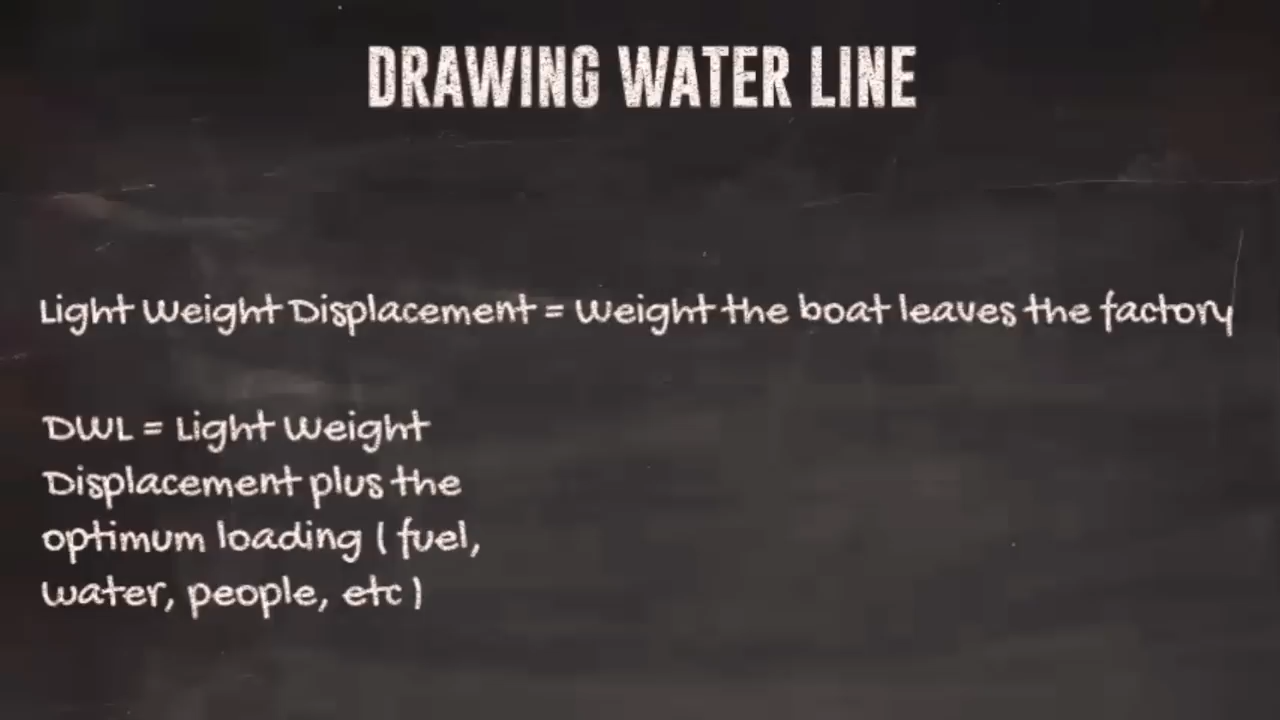 DRAWING WATER LINE
Light Weight Displacement = Weight the boat leaves the factory
DWL = Light Weight
Displacement plus the
optimum loading ( fuel,
water, people, etc )